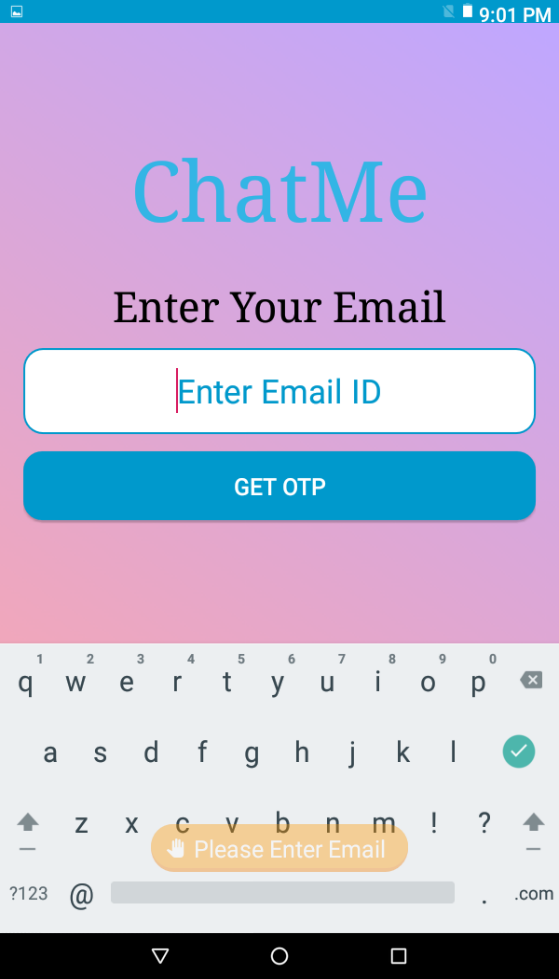 9:01 PM
ChatMe
Enter Your Email
Enter Email ID
GET OTP
1 2 3 4 5 6 7 8 9 0
q w e r t y u i o p
a s d f g h j k l
z x c v b n m ! ?
Please Enter Email
?123 @ . .com